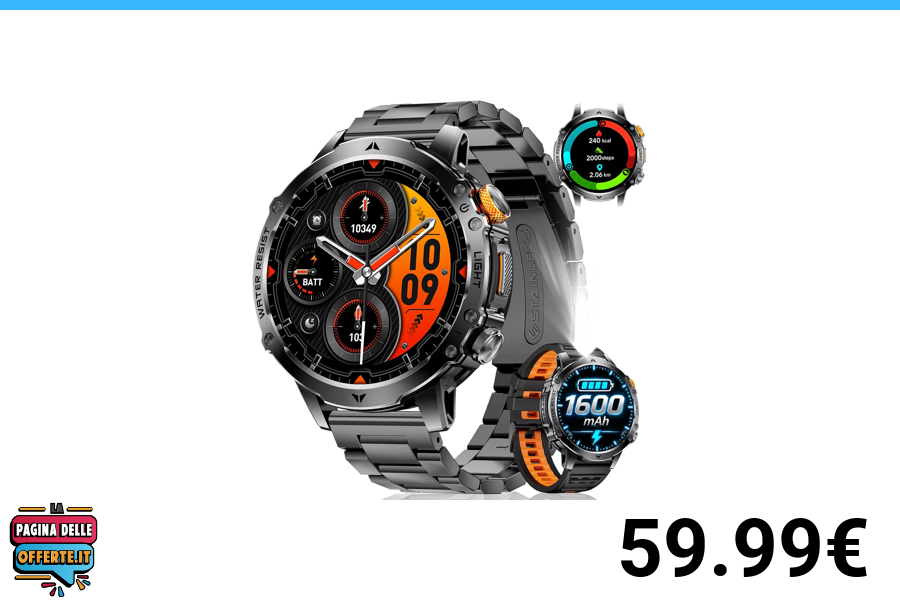 240 kcal
2000steps
2.06 km
10349
10
09
BATT
103
WATER RESIST
LIGHT
1600
mAh
LA
PAGINA DELLE
OFFERTE.IT
59.99€